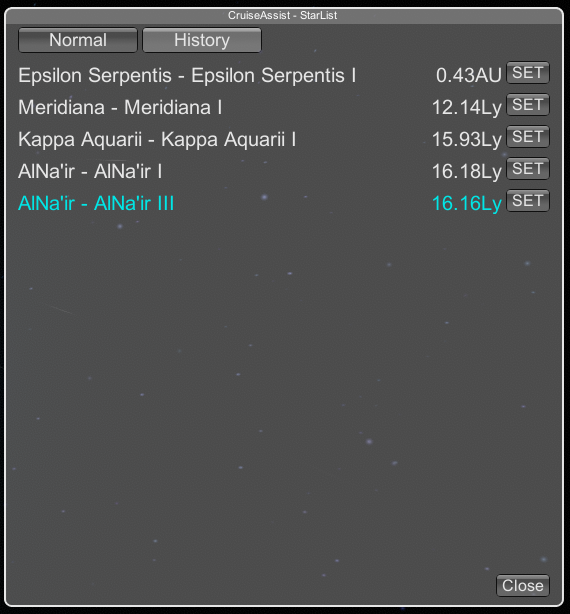 CruiseAssist - StarList
Normal History
Epsilon Serpentis - Epsilon Serpentis I 0.43AU SET
Meridiana - Meridiana I 12.14Ly SET
Kappa Aquarii - Kappa Aquarii I 15.93Ly SET
AlNa'ir - AlNa'ir I 16.18Ly SET
AlNa'ir - AlNa'ir III 16.16Ly SET
Close